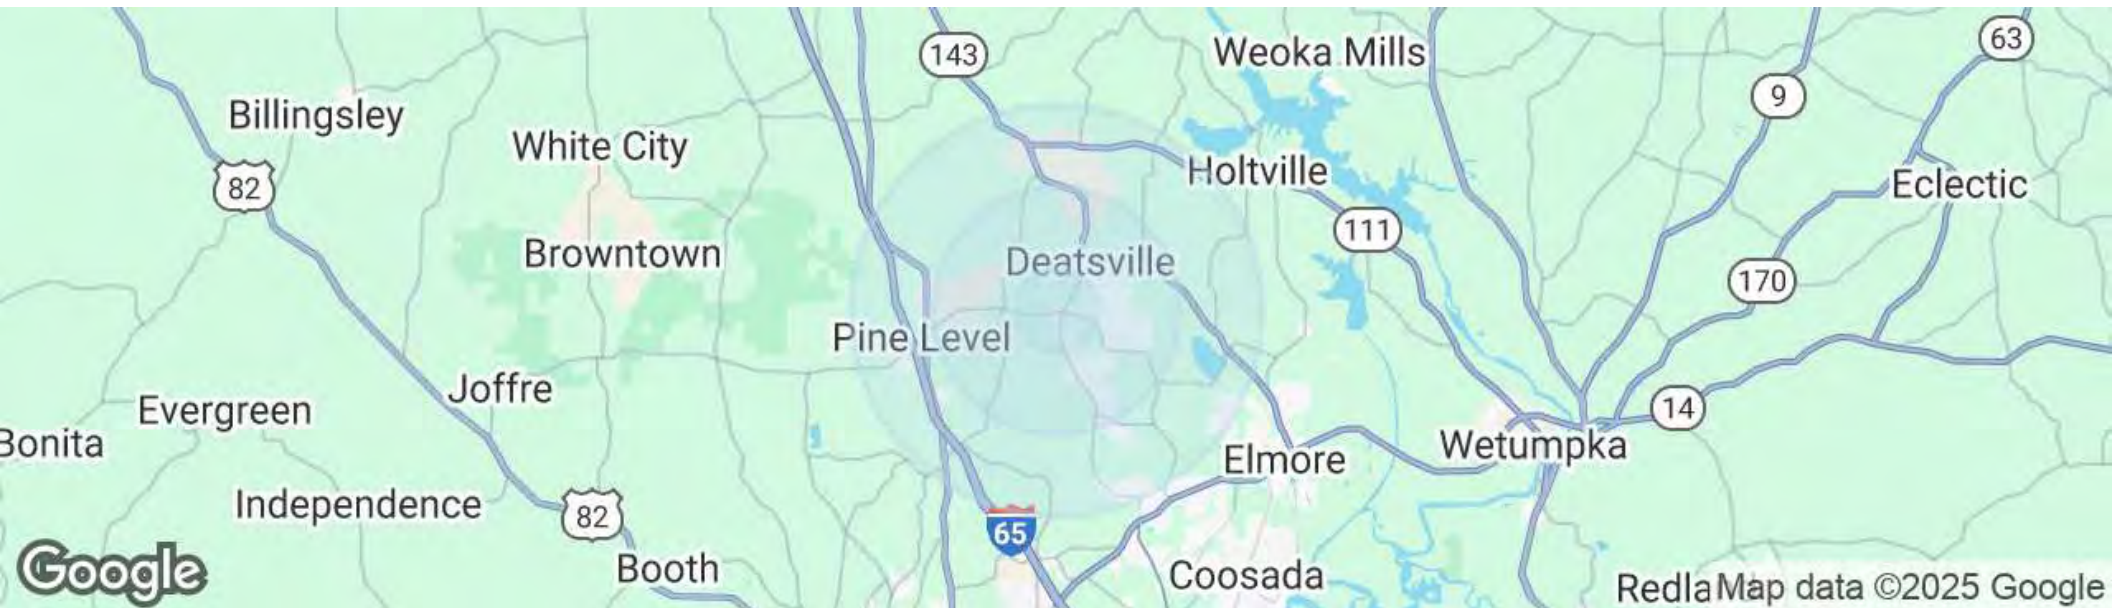 63
143
Weoka Mills
9
Billingsley
White City
Holtville
82
Eclectic
111
Browntown
Deatsville
170
Pine Level
Joffre
Evergreen
14
Bonita
Wetumpka
Elmore
Independence
82
65
Booth
Google
Coosada
Redla
Map data ©2025 Google